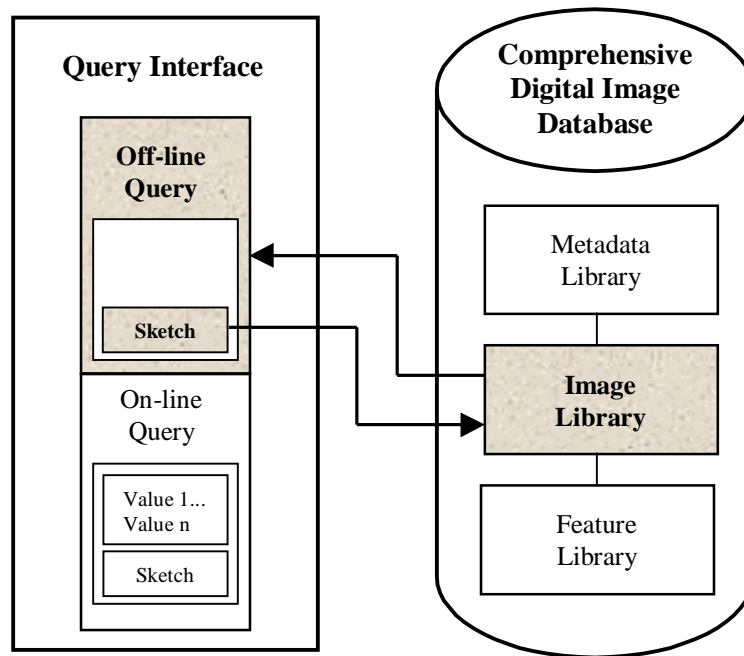 Query Interface
Off-line
Query
Sketch
On-line
Query
Value 1...
Value n
Sketch
Comprehensive
Digital Image
Database
Metadata
Library
Image
Library
Feature
Library